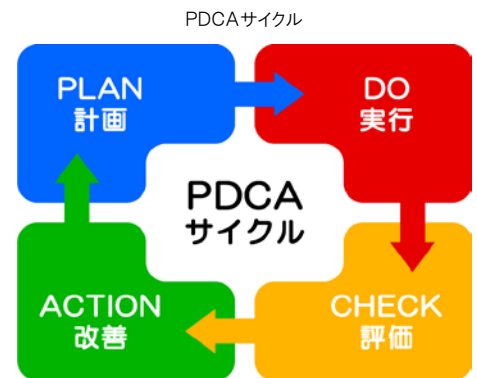 PDCAサイクル
PLAN
計画
DO
実行
PDCA
サイクル
ACTION
改善
CHECK
評価